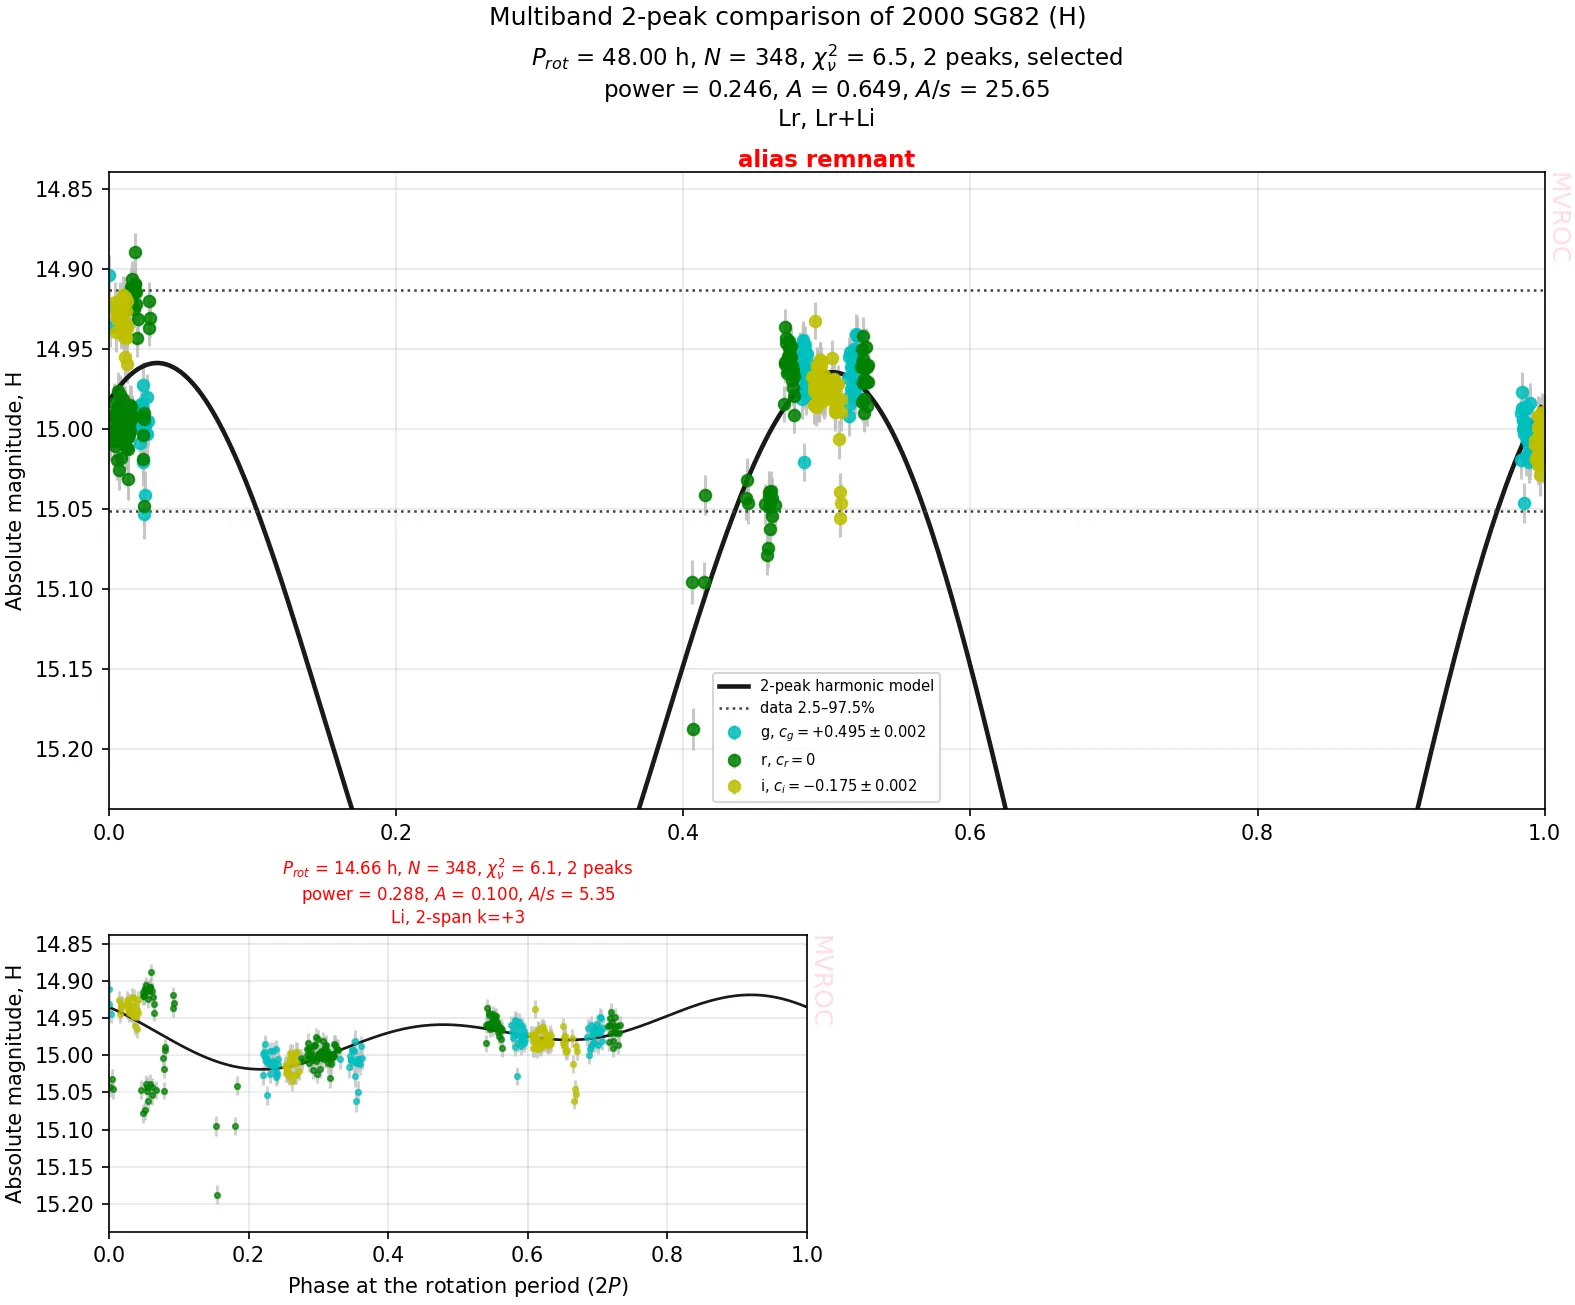 Multiband 2-peak comparison of 2000 SG82 (H)
P_rot = 48.00 h, N = 348, χ²_ν = 6.5, 2 peaks, selected
power = 0.246, A = 0.649, A/s = 25.65
Lr, Lr+Li
alias remnant
MVROC
Absolute magnitude, H
14.85
14.90
14.95
15.00
15.05
15.10
15.15
15.20
2-peak harmonic model
data 2.5–97.5%
g, c_g = +0.495 ± 0.002
r, c_r = 0
i, c_i = −0.175 ± 0.002
0.0 0.2 0.4 0.6 0.8 1.0
P_rot = 14.66 h, N = 348, χ²_ν = 6.1, 2 peaks
power = 0.288, A = 0.100, A/s = 5.35
Li, 2-span k=+3
MVROC
Absolute magnitude, H
14.85
14.90
14.95
15.00
15.05
15.10
15.15
15.20
0.0 0.2 0.4 0.6 0.8 1.0
Phase at the rotation period (2P)